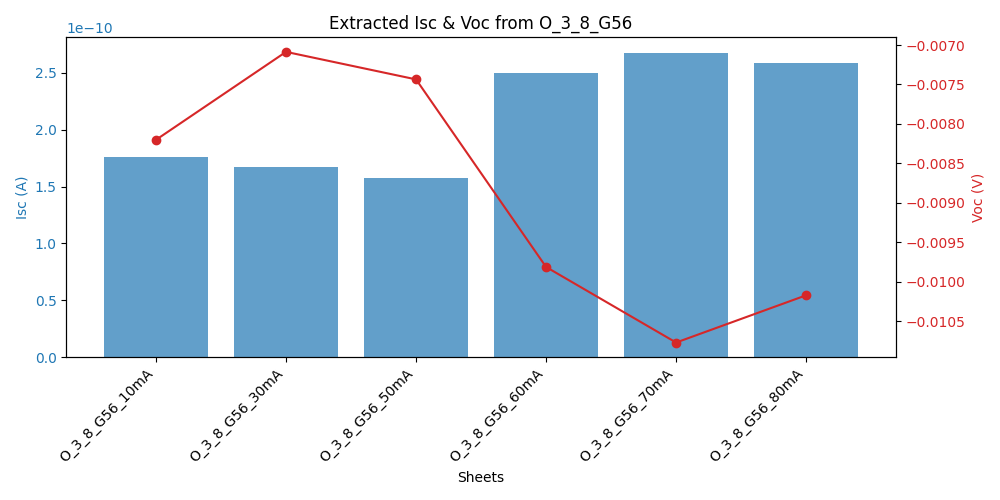 Extracted Isc & Voc from O_3_8_G56
1e−10
2.5
2.0
1.5
1.0
0.5
0.0
Isc (A)
−0.0070
−0.0075
−0.0080
−0.0085
−0.0090
−0.0095
−0.0100
−0.0105
Voc (V)
O_3_8_G56_10mA
O_3_8_G56_30mA
O_3_8_G56_50mA
O_3_8_G56_60mA
O_3_8_G56_70mA
O_3_8_G56_80mA
Sheets